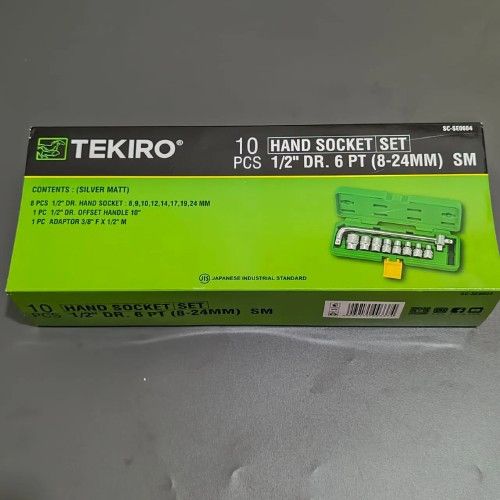 SC-SE0604
TEKIRO®
10 PCS HAND SOCKET SET
1/2" DR. 6 PT (8-24MM) SM
CONTENTS : (SILVER MATT)
8 PCS 1/2" DR. HAND SOCKET : 8,9,10,12,14,17,19,24 MM
1 PC 1/2" DR. OFFSET HANDLE 10"
1 PC ADAPTOR 3/8" F X 1/2" M
JIS JAPANESE INDUSTRIAL STANDARD
SC-SE0604
10 PCS HAND SOCKET SET
1/2" DR. 6 PT (8-24MM) SM